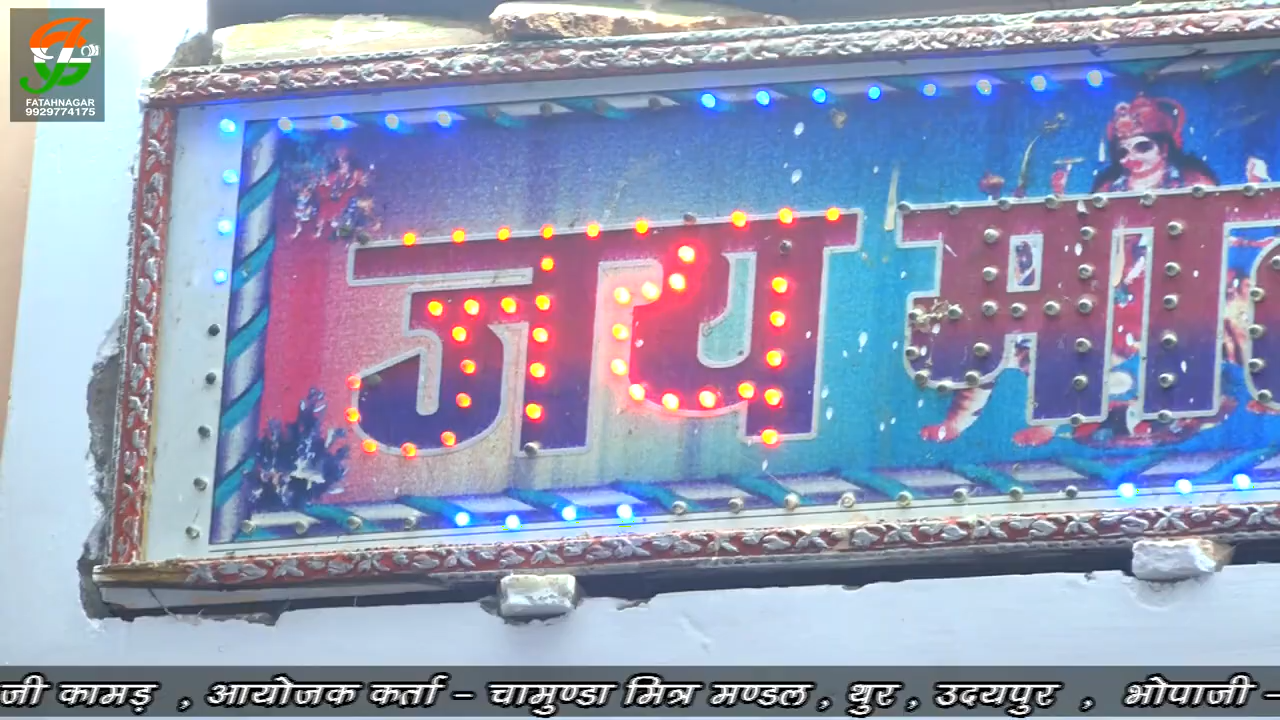 FATAHNAGAR
9929774175
जय मा
जी कामड़ , आयोजक कर्ता - चामुण्डा मित्र मण्डल , थुर , उदयपुर , भोपाजी -